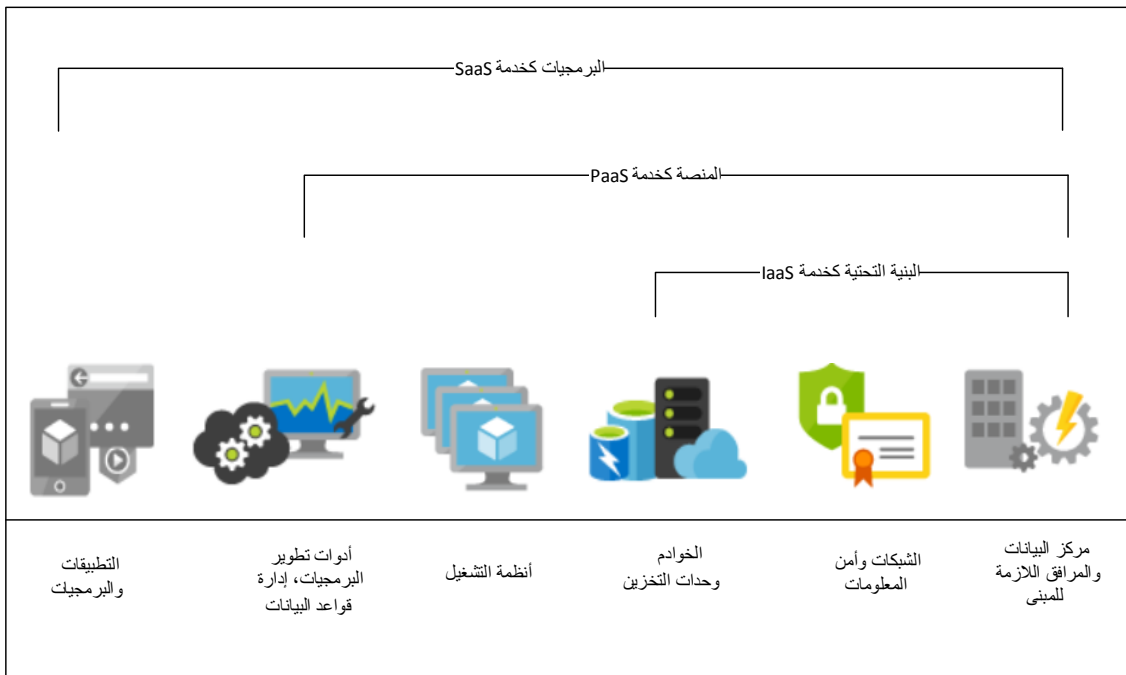 البرمجيات كخدمة SaaS
المنصة كخدمة PaaS
البنية التحتية كخدمة IaaS
مركز البيانات
والمرافق اللازمة
للمبنى
الشبكات وأمن
المعلومات
الخوادم
وحدات التخزين
أنظمة التشغيل
أدوات تطوير
البرمجيات، إدارة
قواعد البيانات
التطبيقات
والبرمجيات